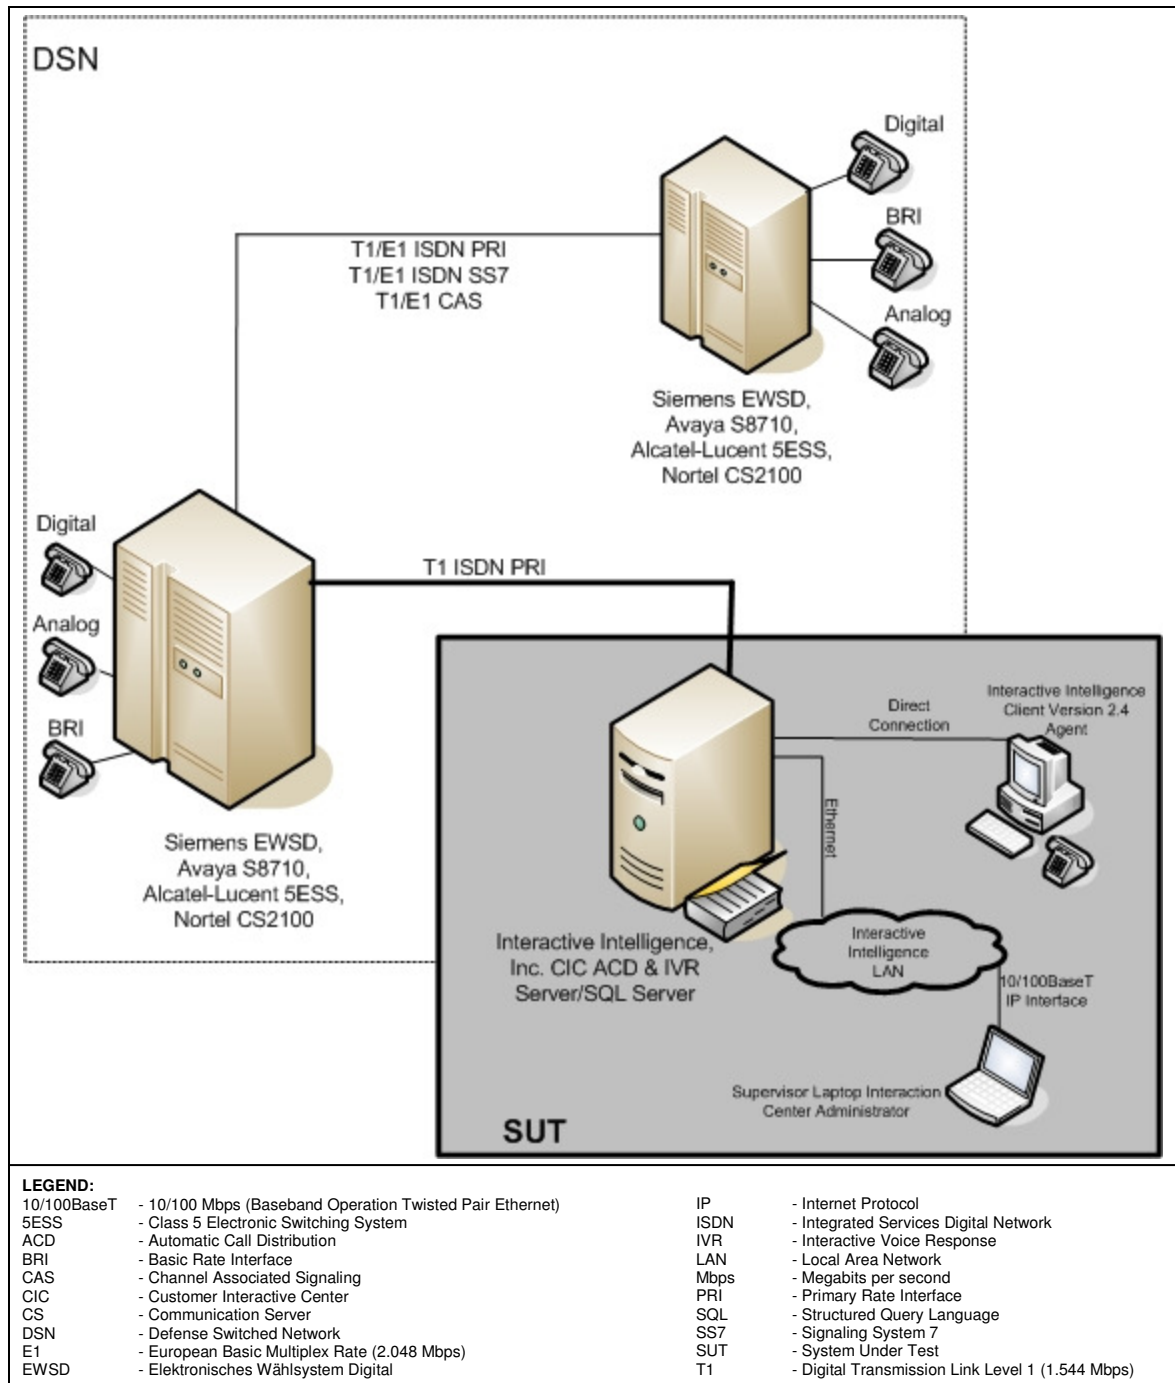 DSN
Digital
BRI
Analog
T1/E1 ISDN PRI
T1/E1 ISDN SS7
T1/E1 CAS
Siemens EWSD,
Avaya S8710,
Alcatel-Lucent 5ESS,
Nortel CS2100
Digital
Analog
BRI
T1 ISDN PRI
Siemens EWSD,
Avaya S8710,
Alcatel-Lucent 5ESS,
Nortel CS2100
Direct
Connection
Interactive Intelligence
Client Version 2.4
Agent
Ethernet
Interactive Intelligence,
Inc. CIC ACD & IVR
Server/SQL Server
Interactive
Intelligence
LAN
10/100BaseT
IP Interface
Supervisor Laptop Interaction
Center Administrator
SUT
LEGEND:
10/100BaseT - 10/100 Mbps (Baseband Operation Twisted Pair Ethernet)
5ESS - Class 5 Electronic Switching System
ACD - Automatic Call Distribution
BRI - Basic Rate Interface
CAS - Channel Associated Signaling
CIC - Customer Interactive Center
CS - Communication Server
DSN - Defense Switched Network
E1 - European Basic Multiplex Rate (2.048 Mbps)
EWSD - Elektronisches Wählsystem Digital
IP - Internet Protocol
ISDN - Integrated Services Digital Network
IVR - Interactive Voice Response
LAN - Local Area Network
Mbps - Megabits per second
PRI - Primary Rate Interface
SQL - Structured Query Language
SS7 - Signaling System 7
SUT - System Under Test
T1 - Digital Transmission Link Level 1 (1.544 Mbps)